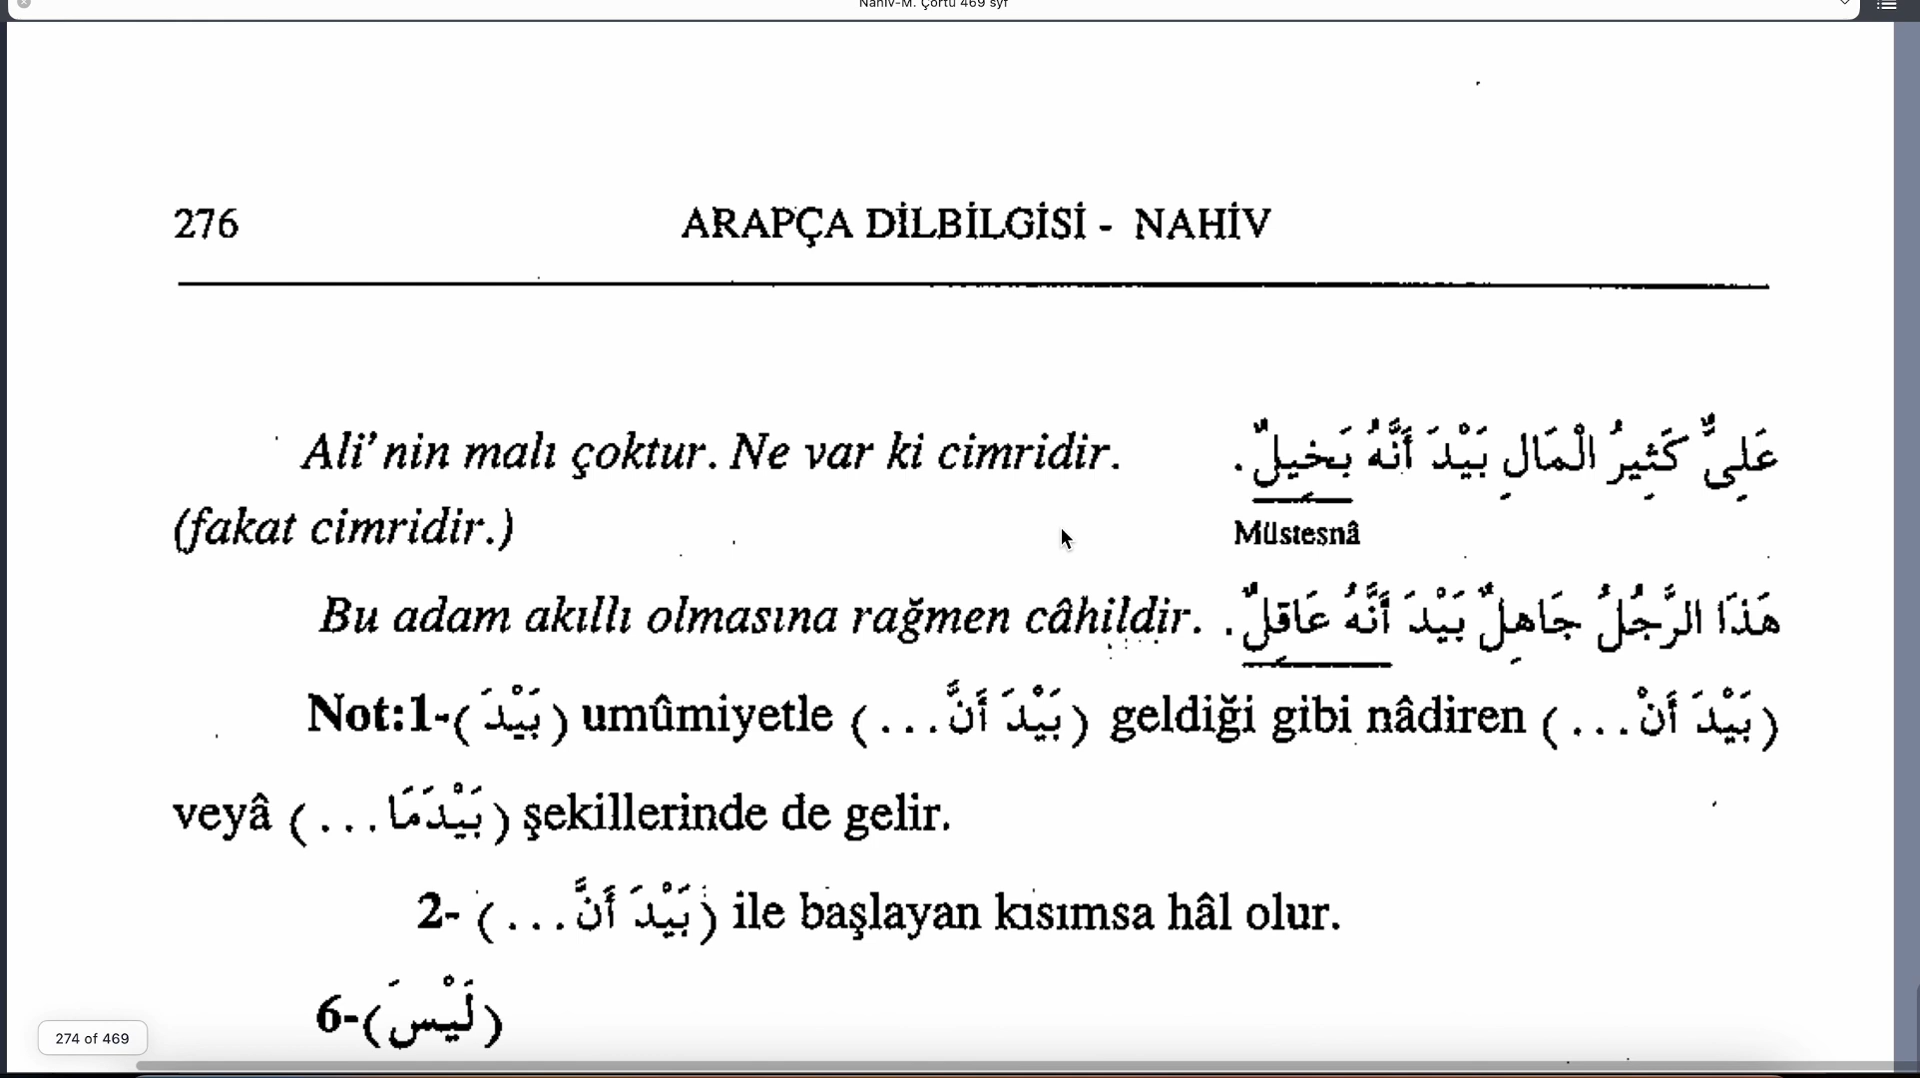 Nahiv-M. Çörtü 469 syf
276 ARAPÇA DİLBİLGİSİ - NAHİV
Ali'nin malı çoktur. Ne var ki cimridir. عَلِىٌّ كَثِيرُ الْمَالِ بَيْدَ أَنَّهُ بَخِيلٌ.
(fakat cimridir.) Müstesnâ
Bu adam akıllı olmasına rağmen câhildir. هَذَا الرَّجُلُ جَاهِلٌ بَيْدَ أَنَّهُ عَاقِلٌ.
Not:1-(بَيْدَ) umûmiyetle (بَيْدَ أَنَّ...) geldiği gibi nâdiren (بَيْدَ أَنْ...)
veyâ (بَيْدَمَا...) şekillerinde de gelir.
2- (بَيْدَ أَنَّ...) ile başlayan kısımsa hâl olur.
6-(لَيْسَ)
274 of 469